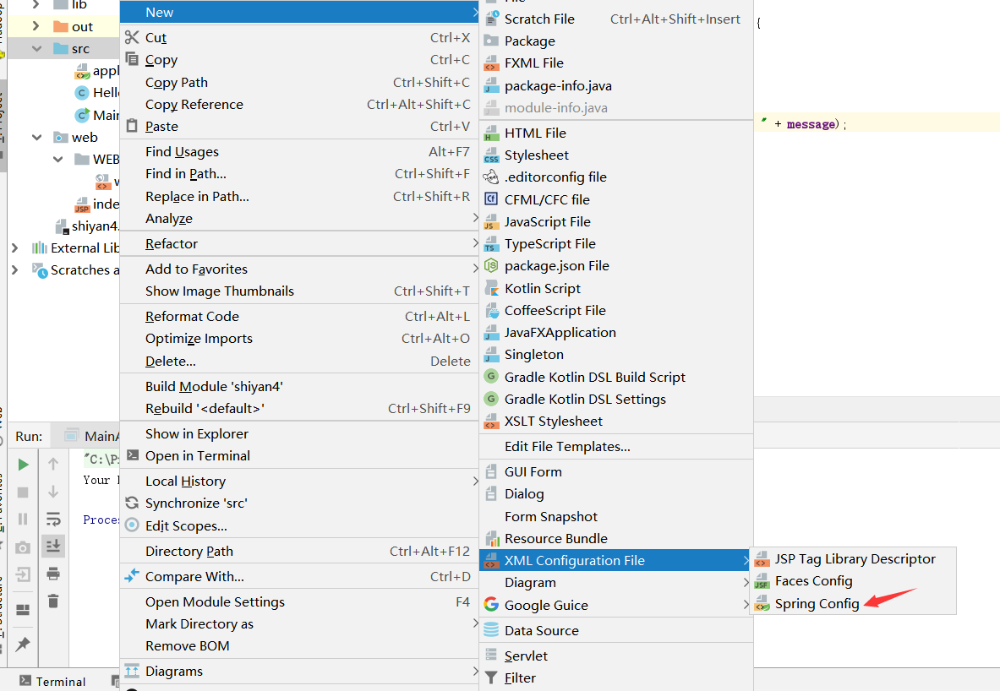 lib
out
src
appl
Hello
Main
web
WEB
w
inde
shiyan4.
External Lib
Scratches a
New
Cut Ctrl+X
Copy Ctrl+C
Copy Path Ctrl+Shift+C
Copy Reference Ctrl+Alt+Shift+C
Paste Ctrl+V
Find Usages Alt+F7
Find in Path... Ctrl+Shift+F
Replace in Path... Ctrl+Shift+R
Analyze
Refactor
Add to Favorites
Show Image Thumbnails Ctrl+Shift+T
Reformat Code Ctrl+Alt+L
Optimize Imports Ctrl+Alt+O
Delete... Delete
Build Module 'shiyan4'
Rebuild '<default>' Ctrl+Shift+F9
Show in Explorer
Open in Terminal
Local History
Synchronize 'src'
Edit Scopes...
Directory Path Ctrl+Alt+F12
Compare With... Ctrl+D
Open Module Settings F4
Mark Directory as
Remove BOM
Diagrams
File
Scratch File Ctrl+Alt+Shift+Insert
Package
FXML File
package-info.java
module-info.java
HTML File
Stylesheet
.editorconfig file
CFML/CFC file
JavaScript File
TypeScript File
package.json File
Kotlin Script
CoffeeScript File
JavaFXApplication
Singleton
Gradle Kotlin DSL Build Script
Gradle Kotlin DSL Settings
XSLT Stylesheet
Edit File Templates...
GUI Form
Dialog
Form Snapshot
Resource Bundle
XML Configuration File
Diagram
Google Guice
Data Source
Servlet
Filter
JSP Tag Library Descriptor
Faces Config
Spring Config
{
" + message);
Run: MainA
"C:\P
Your
Proces
Terminal